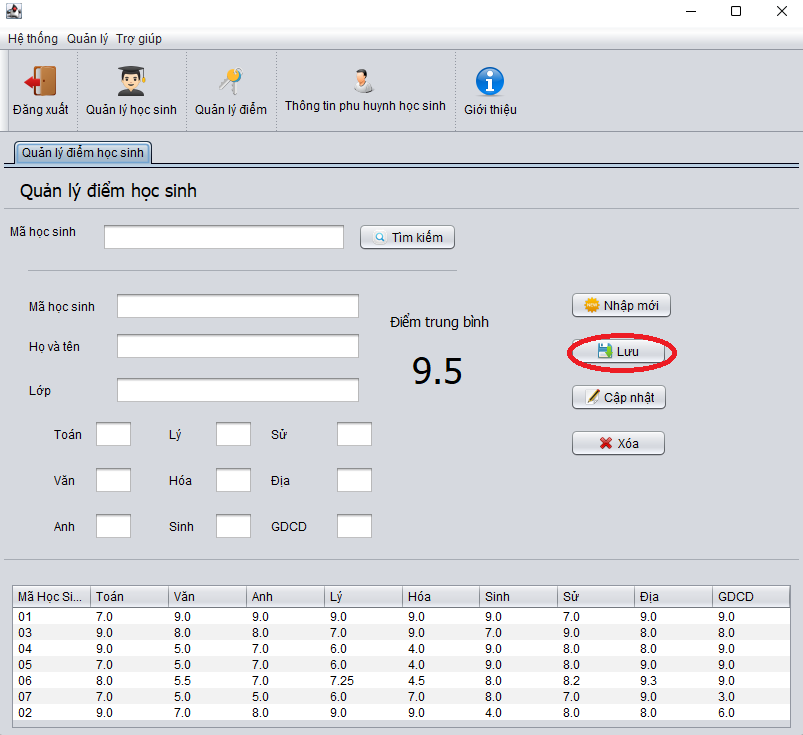 Hệ thống Quản lý Trợ giúp
Đăng xuất Quản lý học sinh Quản lý điểm Thông tin phu huynh học sinh Giới thiệu
Quản lý điểm học sinh
Quản lý điểm học sinh
Mã học sinh Tìm kiếm
Mã học sinh Điểm trung bình Nhập mới
Họ và tên 9.5 Lưu
Lớp Cập nhật
Toán Lý Sử Xóa
Văn Hóa Địa
Anh Sinh GDCD
Mã Học Si... Toán Văn Anh Lý Hóa Sinh Sử Địa GDCD
01 7.0 9.0 9.0 9.0 9.0 9.0 7.0 9.0 9.0
03 9.0 8.0 8.0 7.0 9.0 7.0 9.0 8.0 8.0
04 9.0 5.0 7.0 6.0 4.0 9.0 8.0 8.0 9.0
05 7.0 5.0 7.0 6.0 4.0 9.0 8.0 8.0 9.0
06 8.0 5.5 7.0 7.25 4.5 8.0 8.2 9.3 9.0
07 7.0 5.0 5.0 6.0 7.0 8.0 7.0 9.0 3.0
02 9.0 7.0 8.0 9.0 9.0 4.0 8.0 8.0 6.0